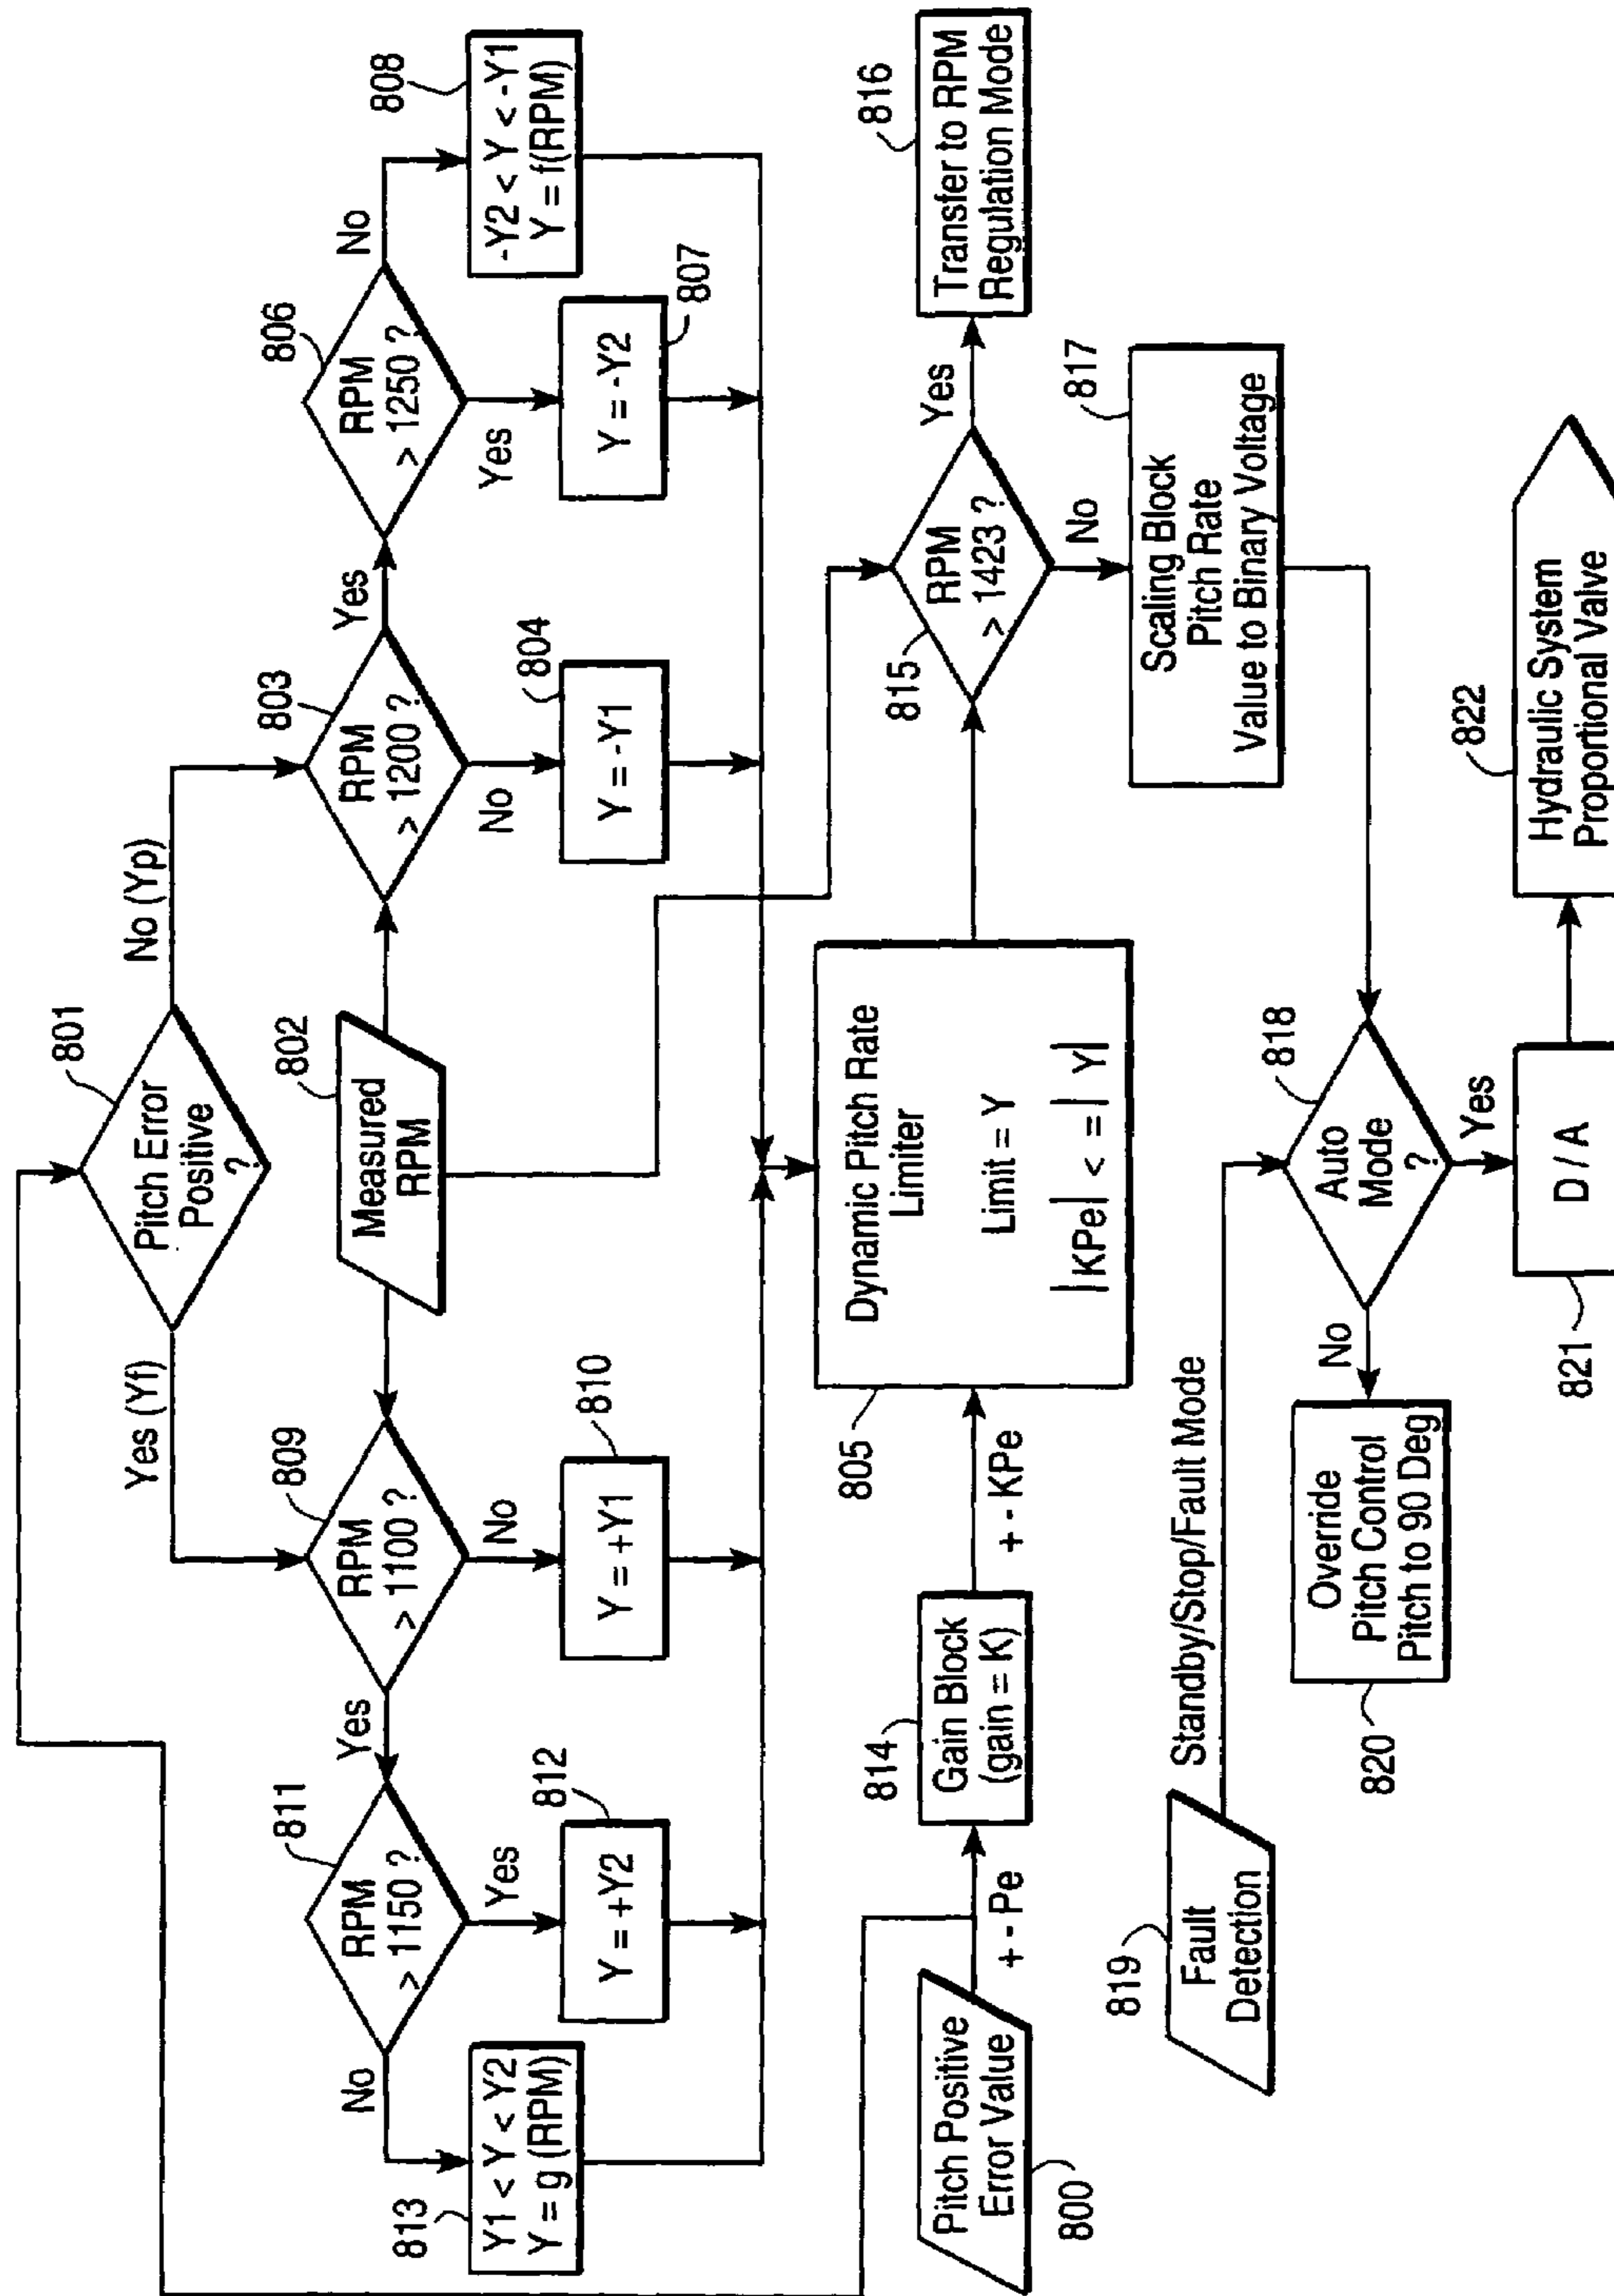 801
Pitch Error
Positive
?
Yes (Yf)
No (Yp)
802
Measured
RPM
803
RPM
> 1200 ?
Yes
No
804
Y = -Y1
806
RPM
> 1250 ?
Yes
No
Y = -Y2
807
808
-Y2 < Y < -Y1
Y = f(RPM)
809
RPM
> 1100 ?
Yes
No
810
Y = +Y1
811
RPM
> 1150 ?
No
Yes
812
Y = +Y2
813
Y1 < Y < Y2
Y = g (RPM)
Pitch Positive
Error Value
800
+ - Pe
814
Gain Block
(gain = K)
+ - KPe
805
Dynamic Pitch Rate
Limiter
Limit = Y
|KPe| < = | Y|
815
RPM
> 1423 ?
Yes
No
816
Transfer to RPM
Regulation Mode
817
Scaling Block
Pitch Rate
Value to Binary Voltage
819
Fault
Detection
Standby/Stop/Fault Mode
818
Auto
Mode
?
No
Yes
Override
Pitch Control
Pitch to 90 Deg
820
D / A
821
822
Hydraulic System
Proportional Valve